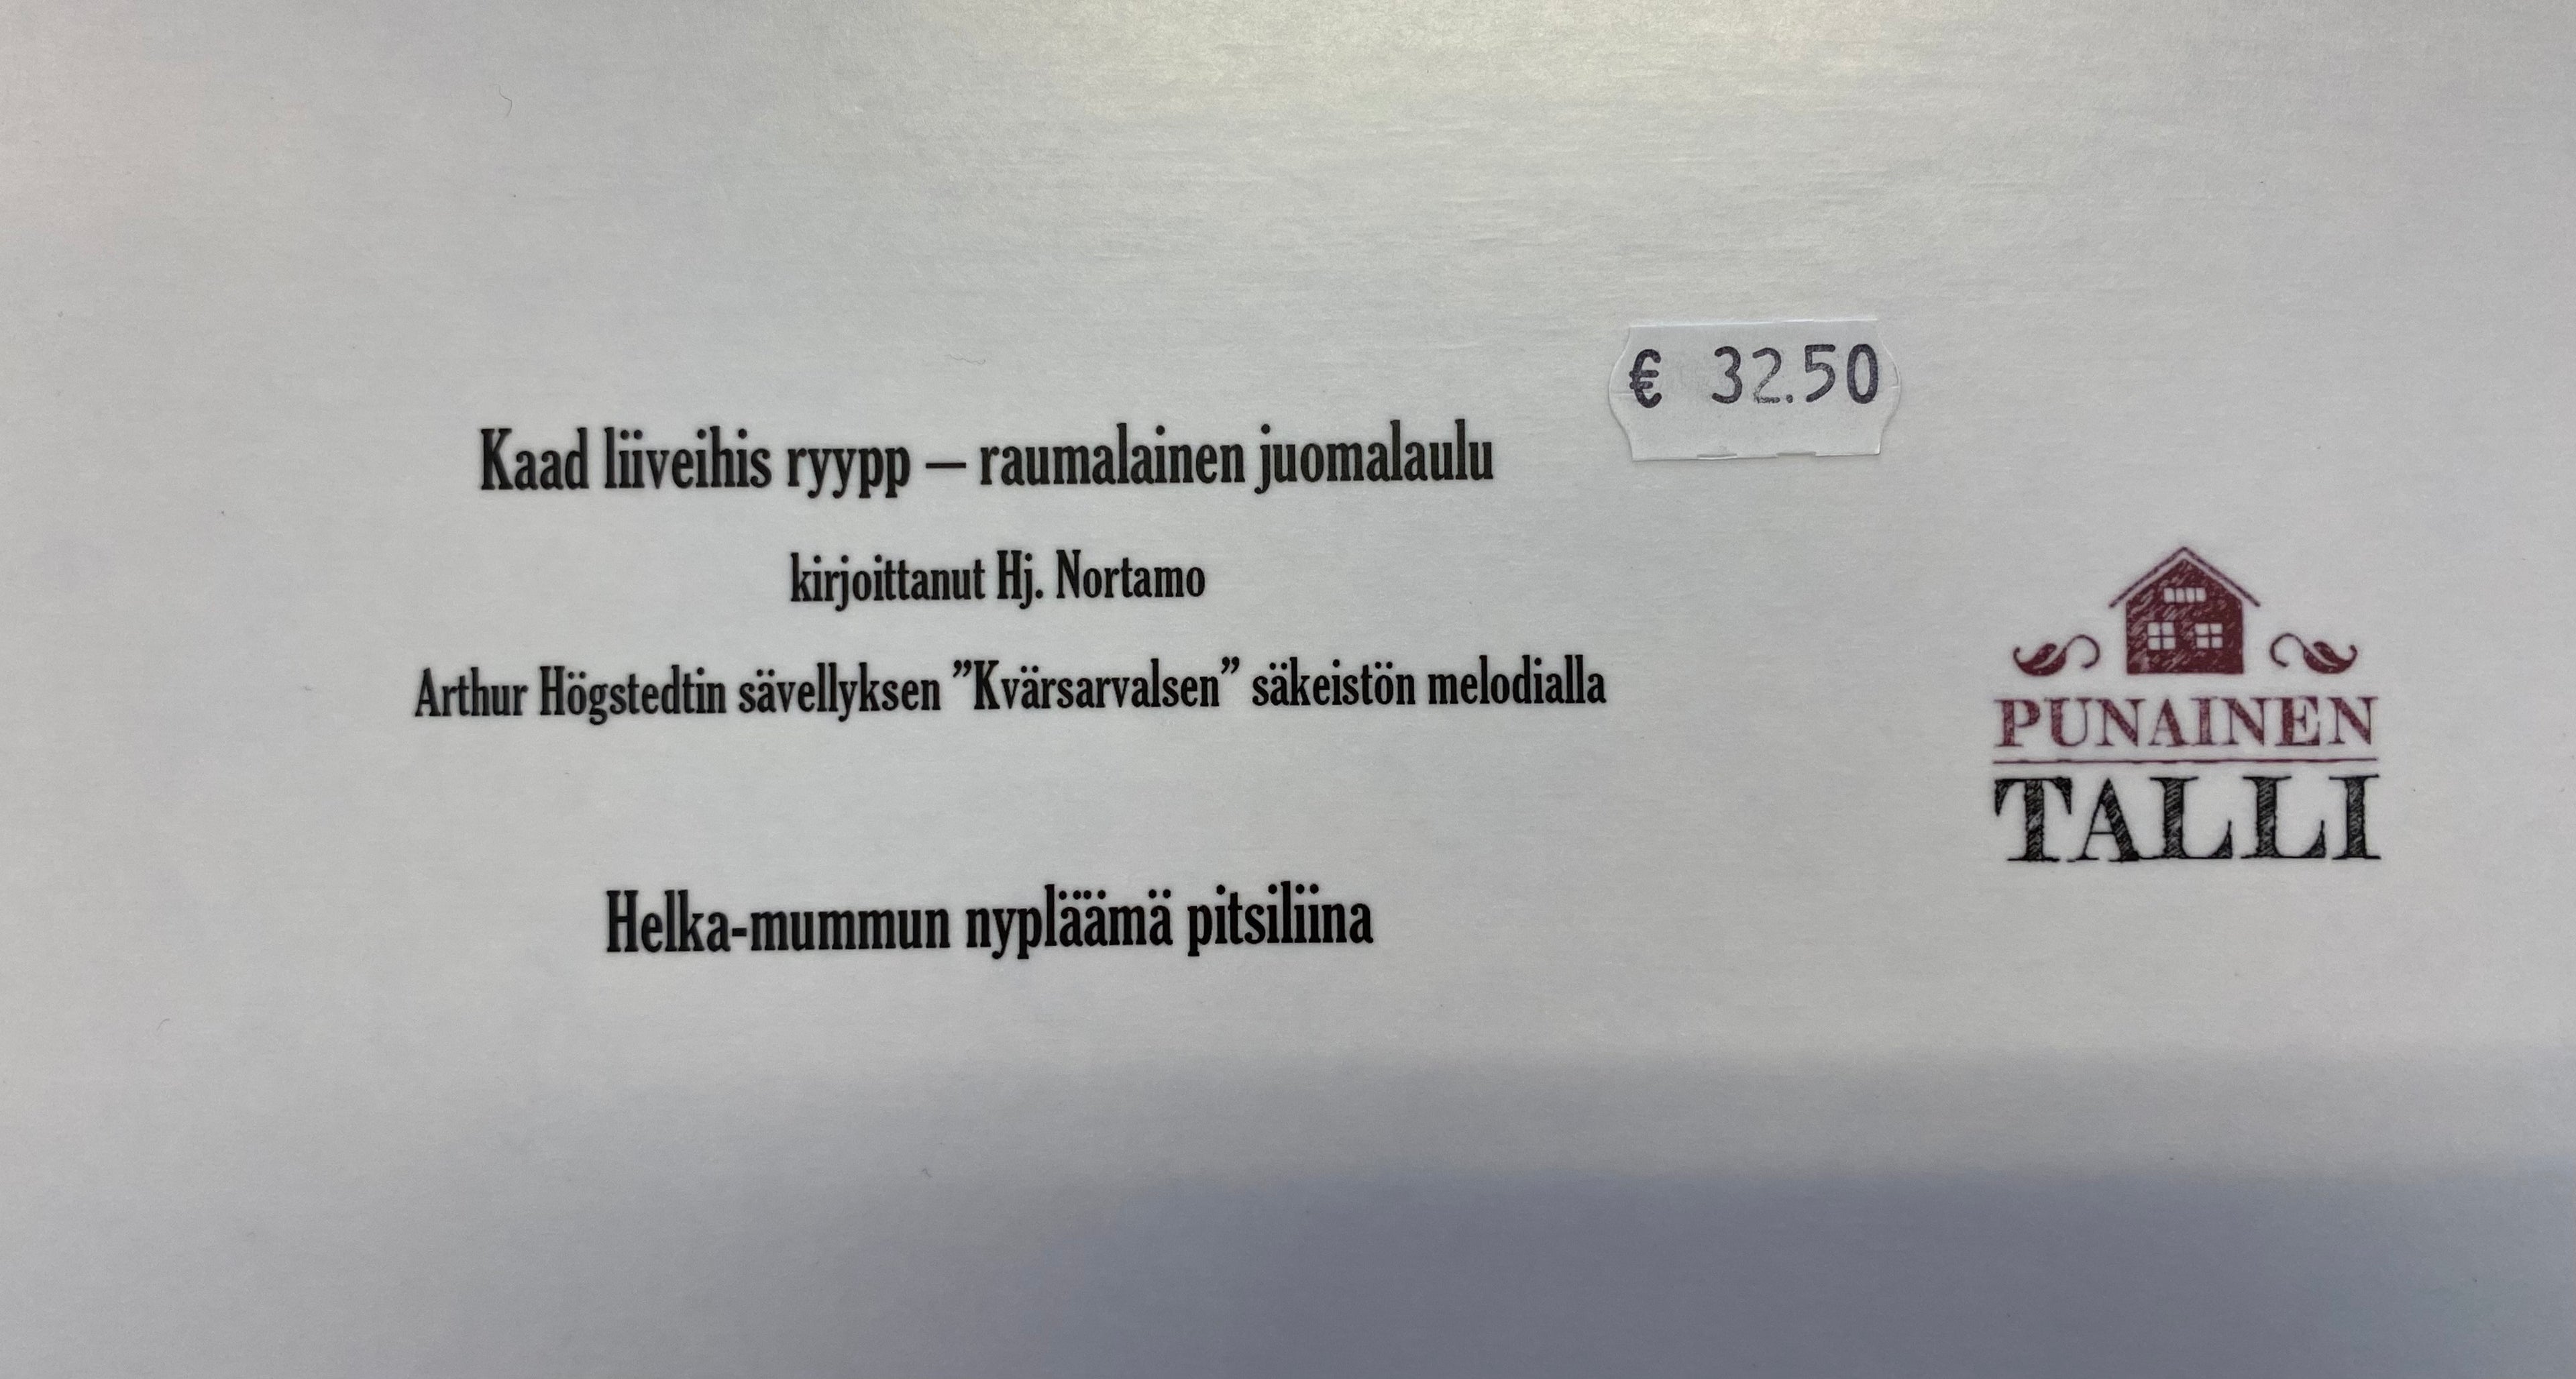 € 32.50
Kaad liiveihis ryypp – raumalainen juomalaulu
kirjoittanut Hj. Nortamo
Arthur Högstedtin sävellyksen ”Kvärsarvalsen” säkeistön melodialla
Helka-mummun nypläämä pitsiliina
PUNAINEN
TALLI